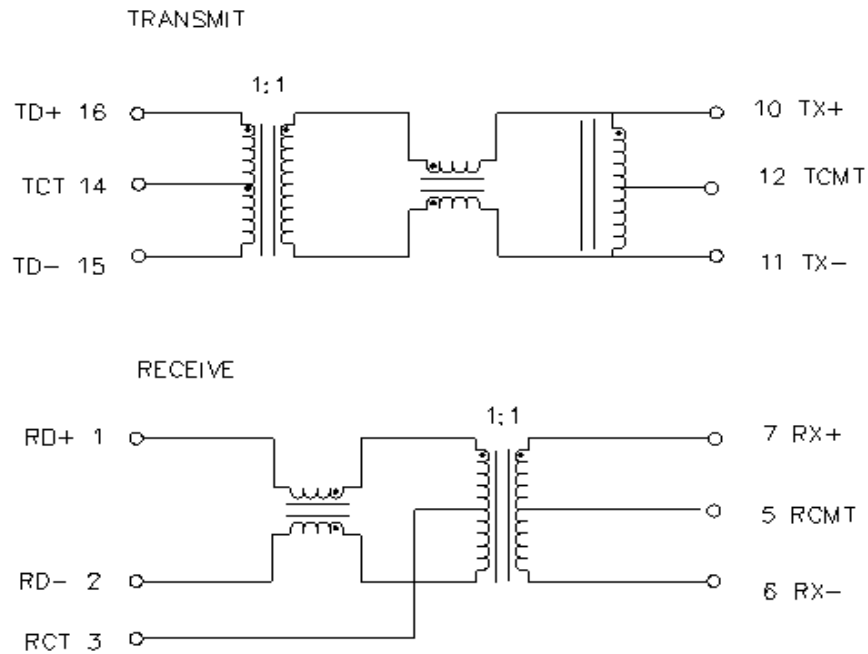 TRANSMIT
1:1
TD+ 16
10 TX+
TCT 14
12 TCMT
TD- 15
11 TX-
RECEIVE
1:1
RD+ 1
7 RX+
5 RCMT
RD- 2
6 RX-
RCT 3